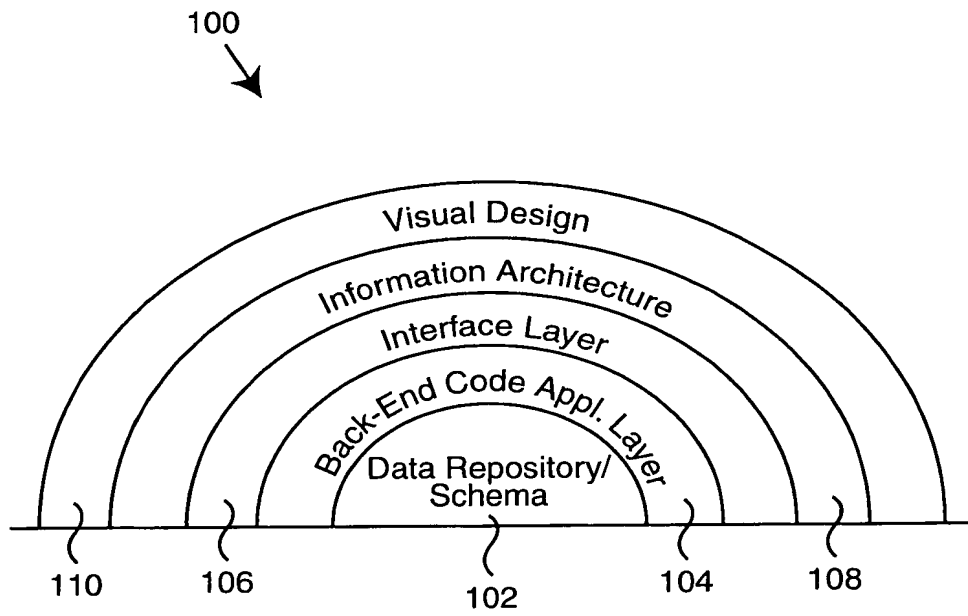 100
Visual Design
Information Architecture
Interface Layer
Back-End Code Appl. Layer
Data Repository/
Schema
110
106
102
104
108